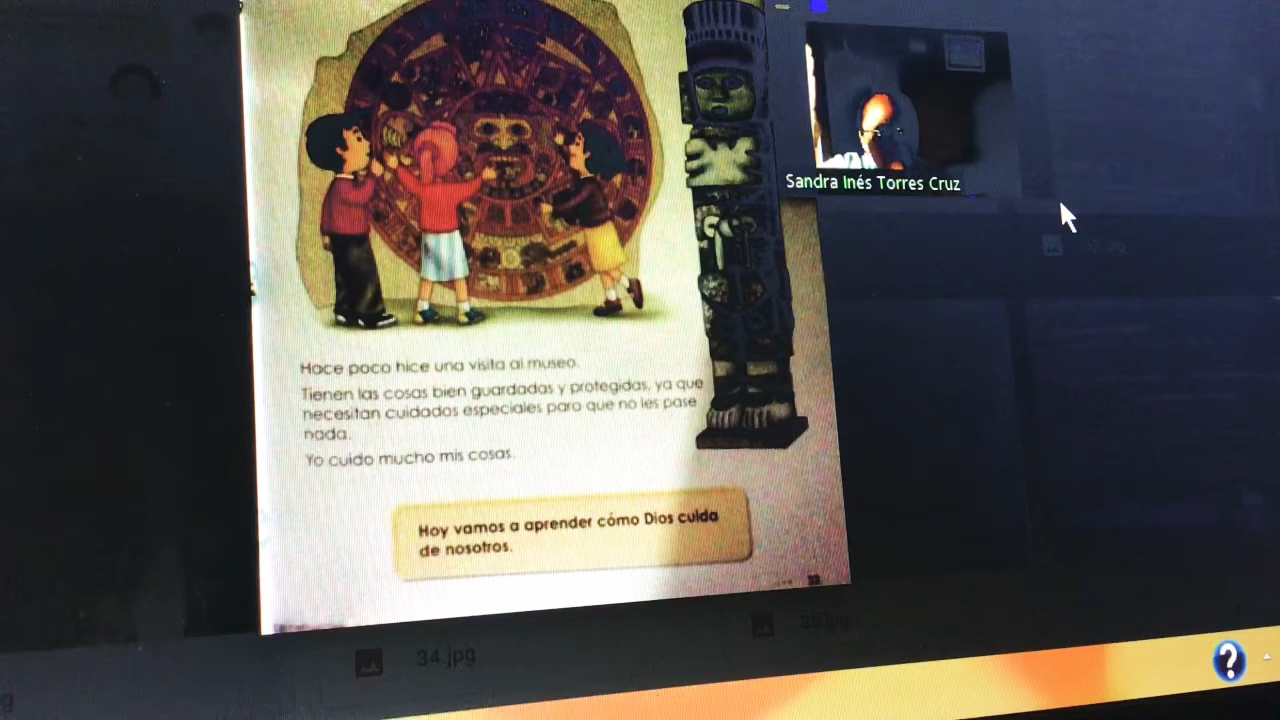 Sandra Inés Torres Cruz
Hace poco hice una visita al museo.
Tienen las cosas bien guardadas y protegidas, ya que
necesitan cuidados especiales para que no les pase
nada.
Yo cuido mucho mis cosas.
Hoy vamos a aprender cómo Dios cuida
de nosotros.
34.jpg